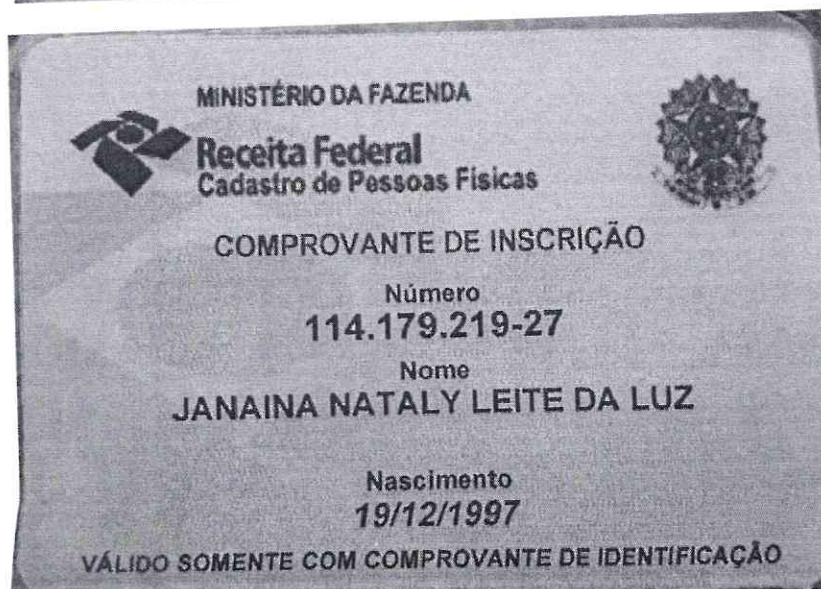 MINISTÉRIO DA FAZENDA
Receita Federal
Cadastro de Pessoas Físicas
COMPROVANTE DE INSCRIÇÃO
Número
114.179.219-27
Nome
JANAINA NATALY LEITE DA LUZ
Nascimento
19/12/1997
VÁLIDO SOMENTE COM COMPROVANTE DE IDENTIFICAÇÃO